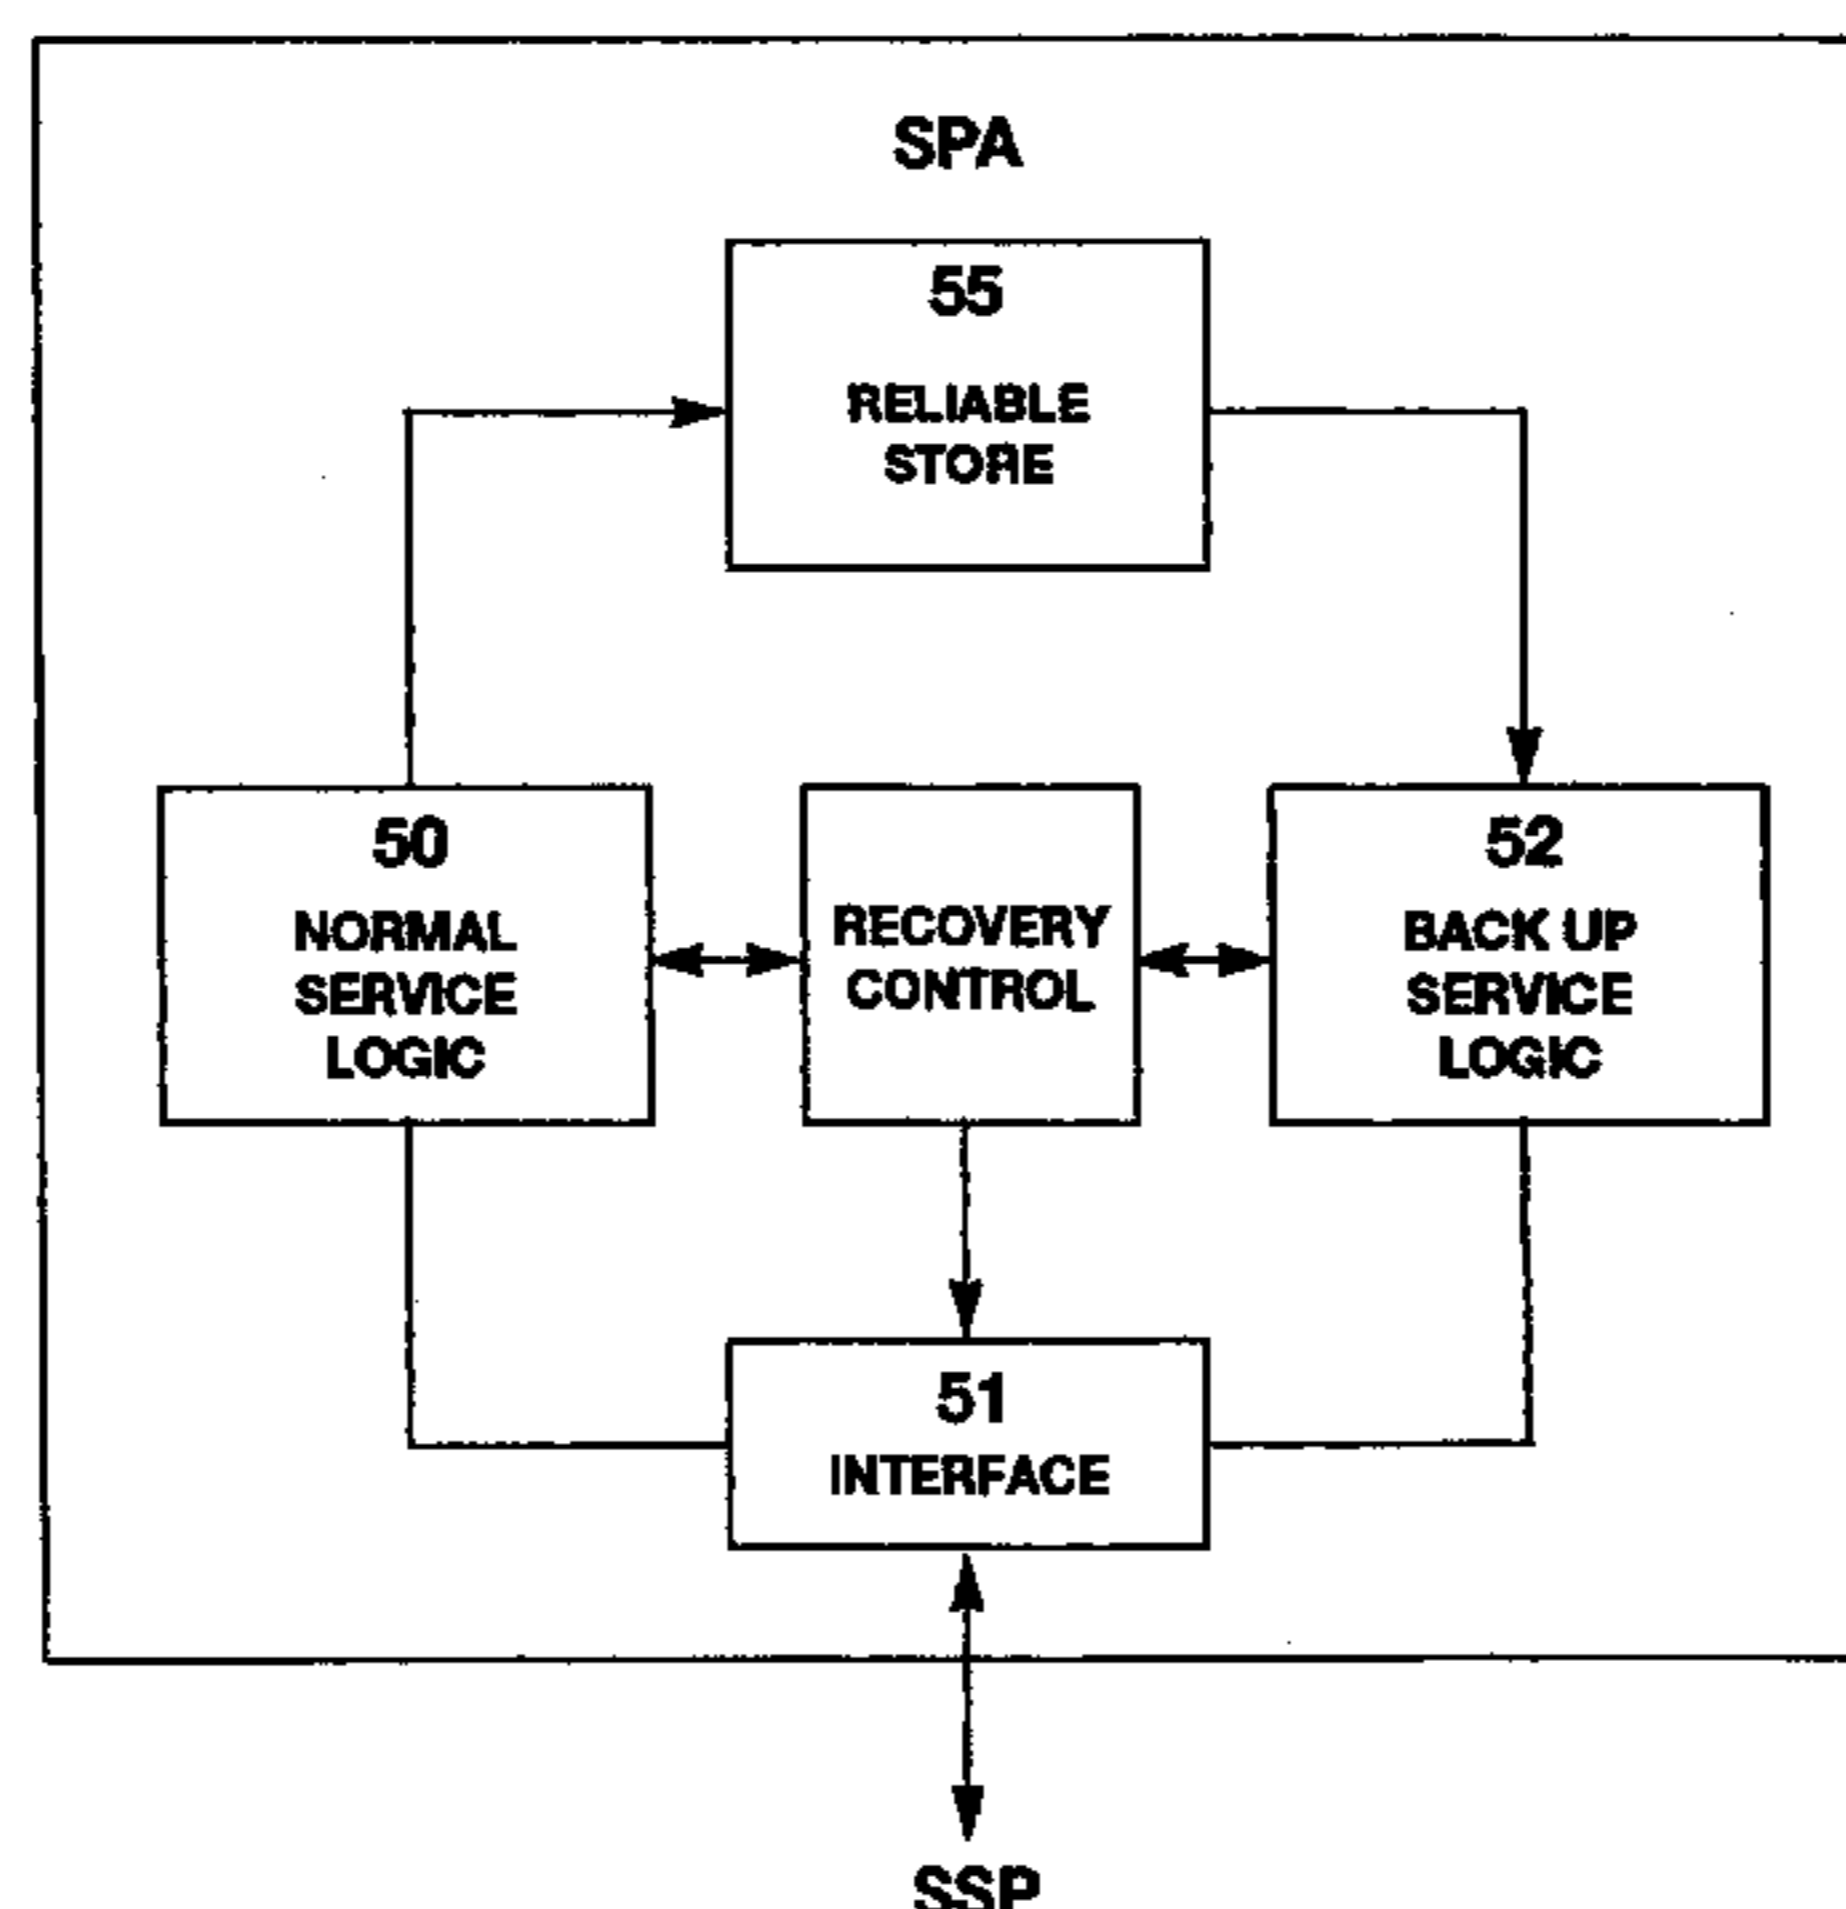 SPA
55
RELIABLE
STORE
50
NORMAL
SERVICE
LOGIC
RECOVERY
CONTROL
52
BACK UP
SERVICE
LOGIC
51
INTERFACE
SSP